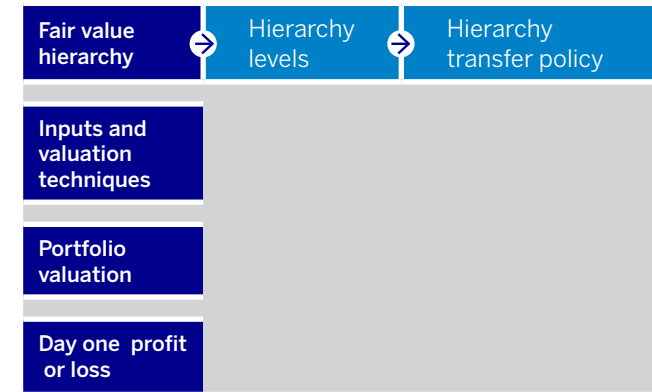 Fair value
hierarchy
Hierarchy
levels
Hierarchy
transfer policy
Inputs and
valuation
techniques
Portfolio
valuation
Day one  profit
or loss